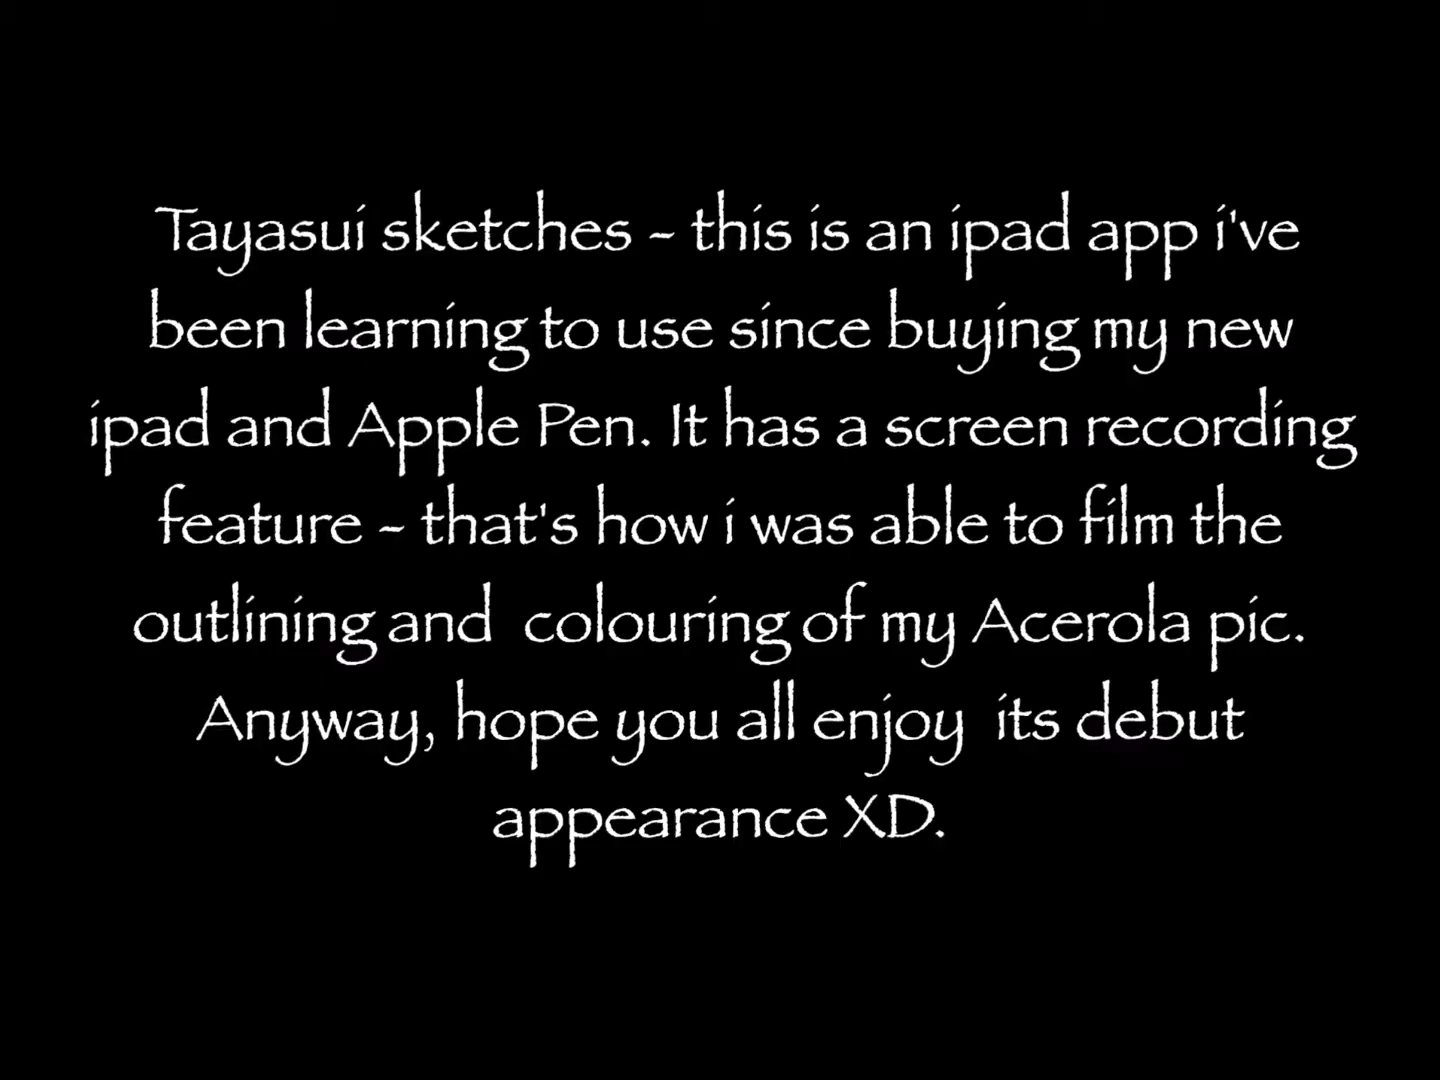 Tayasui sketches - this is an ipad app i've
been learning to use since buying my new
ipad and Apple Pen. It has a screen recording
feature - that's how i was able to film the
outlining and  colouring of my Acerola pic.
Anyway, hope you all enjoy  its debut
appearance XD.